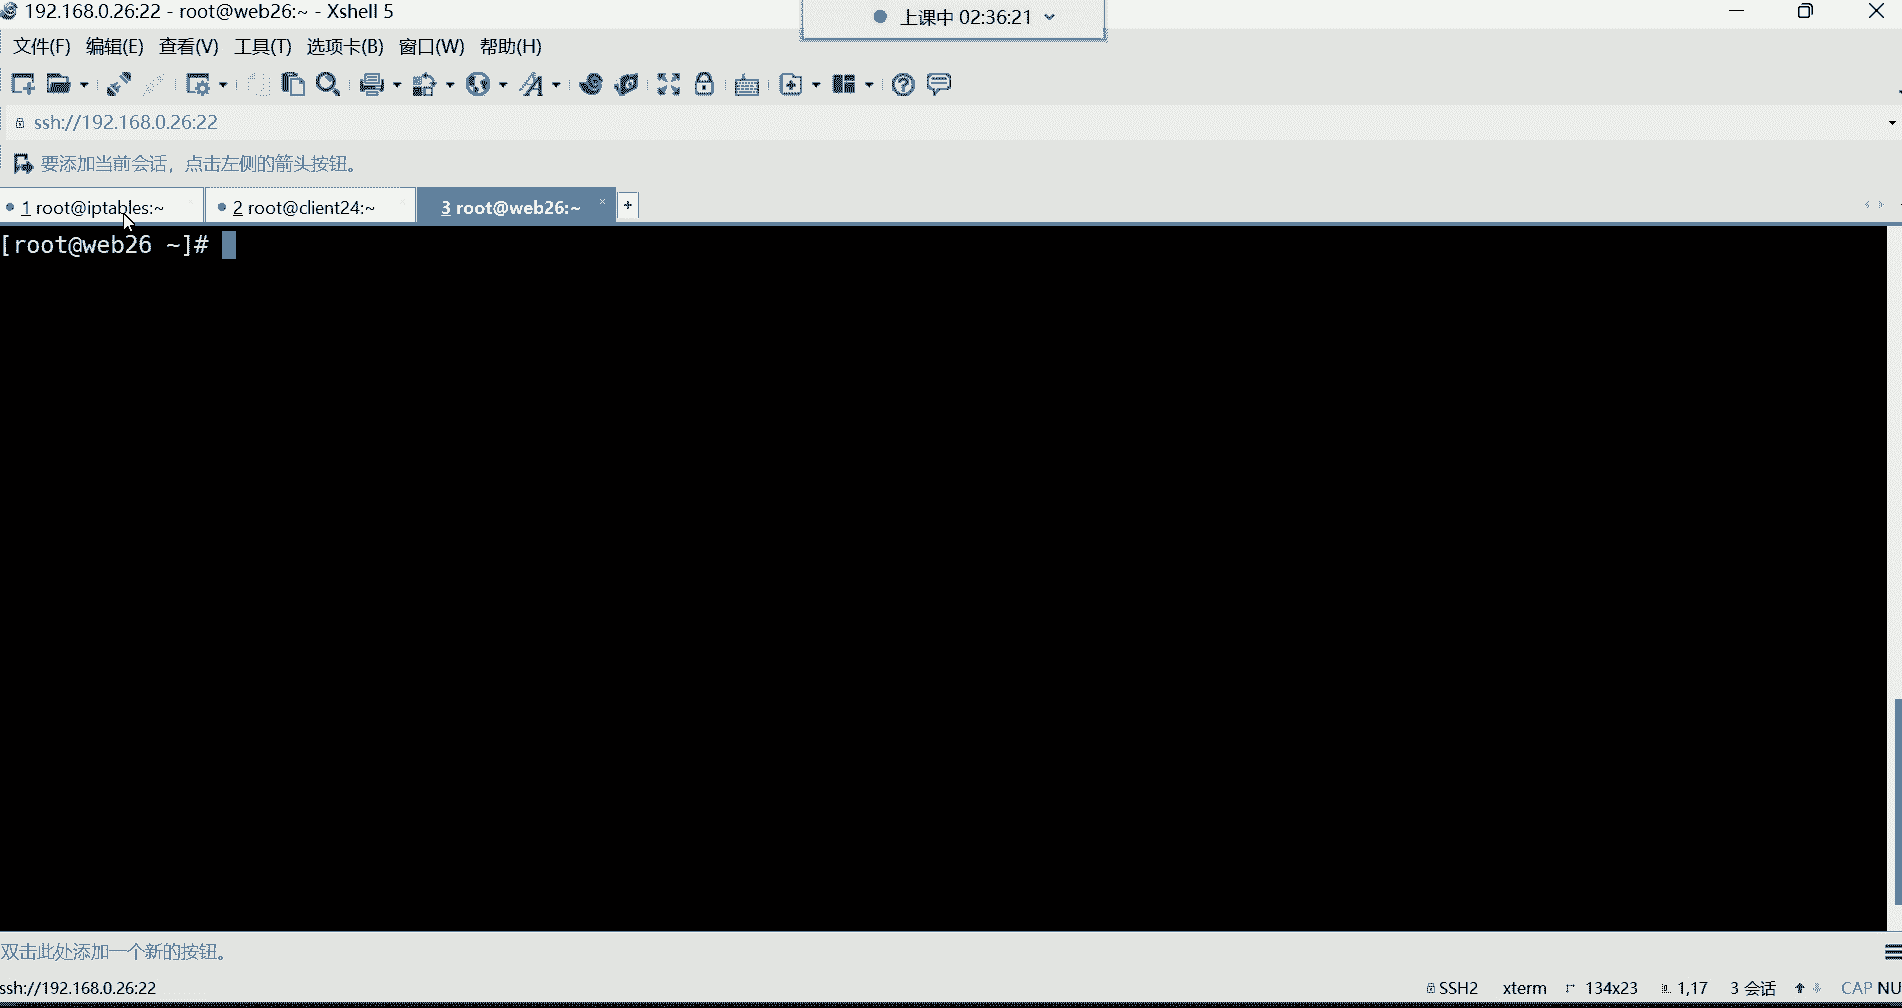 192.168.0.26:22 - root@web26:~ - Xshell 5
上课中 02:36:21
文件(F) 编辑(E) 查看(V) 工具(T) 选项卡(B) 窗口(W) 帮助(H)
ssh://192.168.0.26:22
要添加当前会话，点击左侧的箭头按钮。
1 root@iptables:~ 2 root@client24:~ 3 root@web26:~ +
[root@web26 ~]#
双击此处添加一个新的按钮。
ssh://192.168.0.26:22 SSH2 xterm 134x23 1,17 3 会话 CAP NU